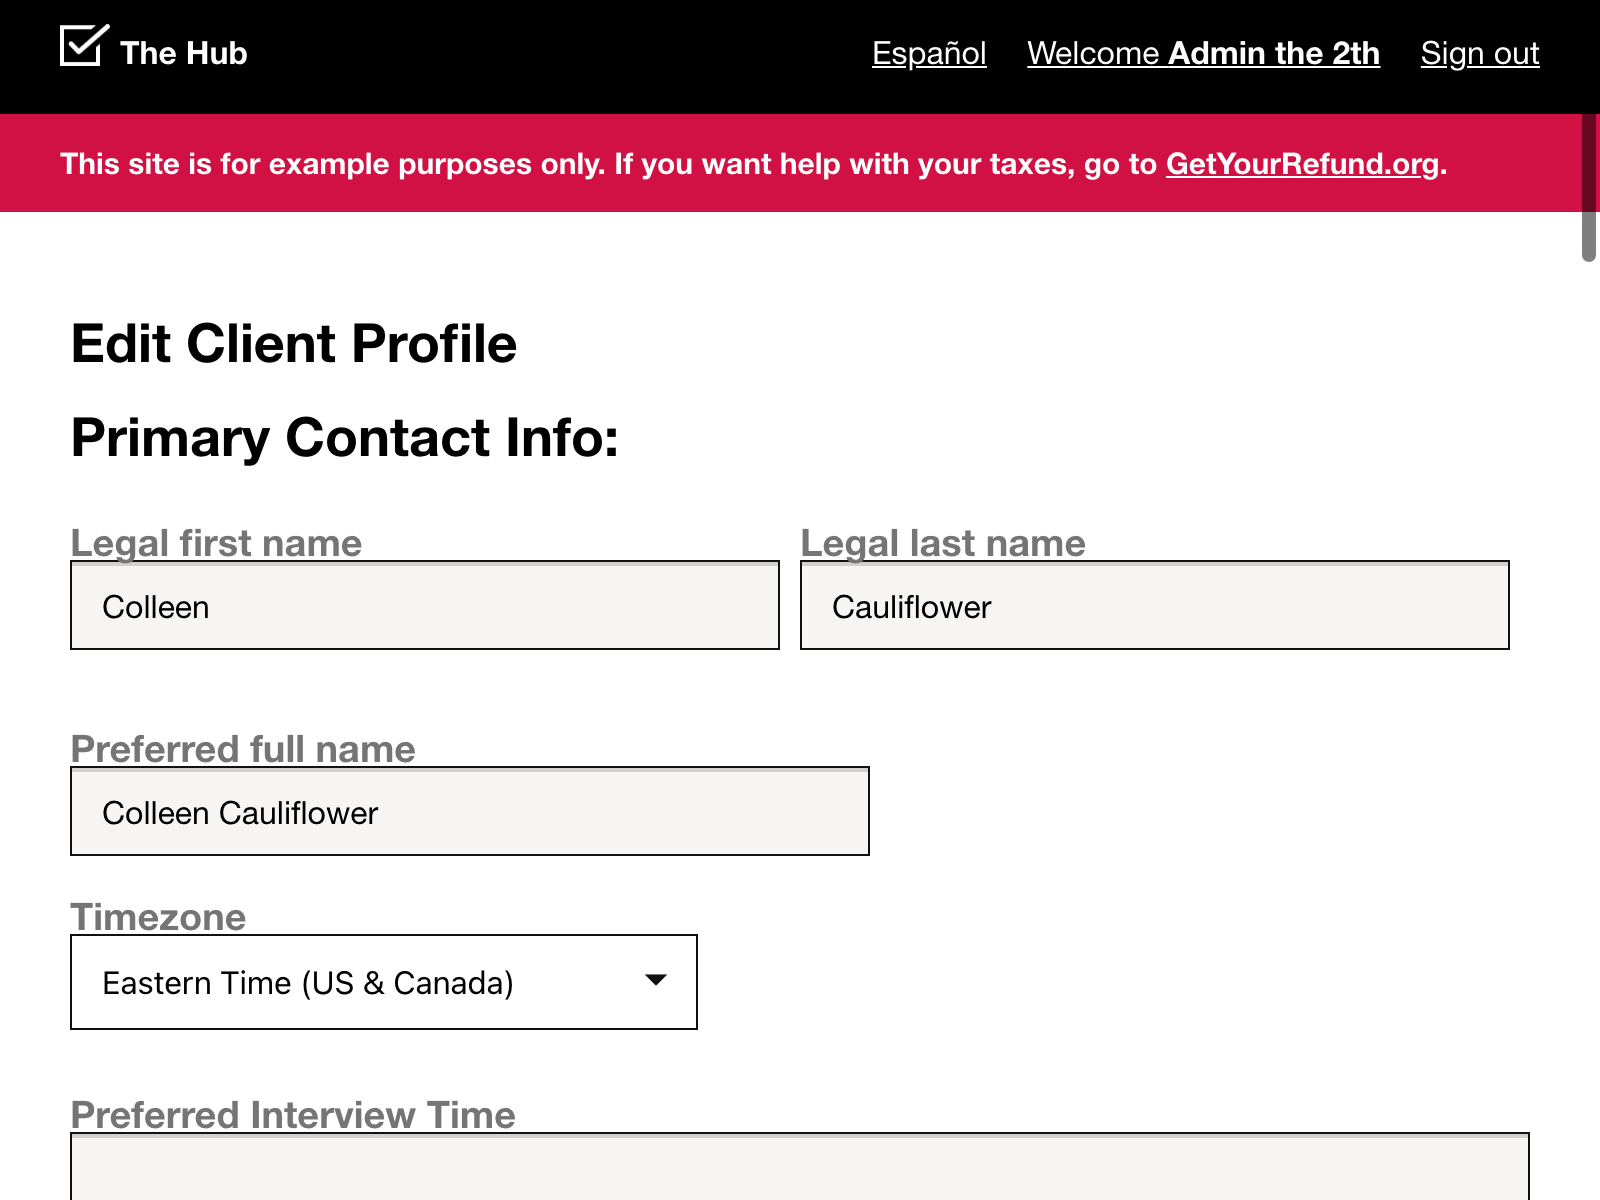 The Hub
Español Welcome Admin the 2th Sign out
This site is for example purposes only. If you want help with your taxes, go to GetYourRefund.org.
Edit Client Profile
Primary Contact Info:
Legal first name Legal last name
Colleen Cauliflower
Preferred full name
Colleen Cauliflower
Timezone
Eastern Time (US & Canada)
Preferred Interview Time